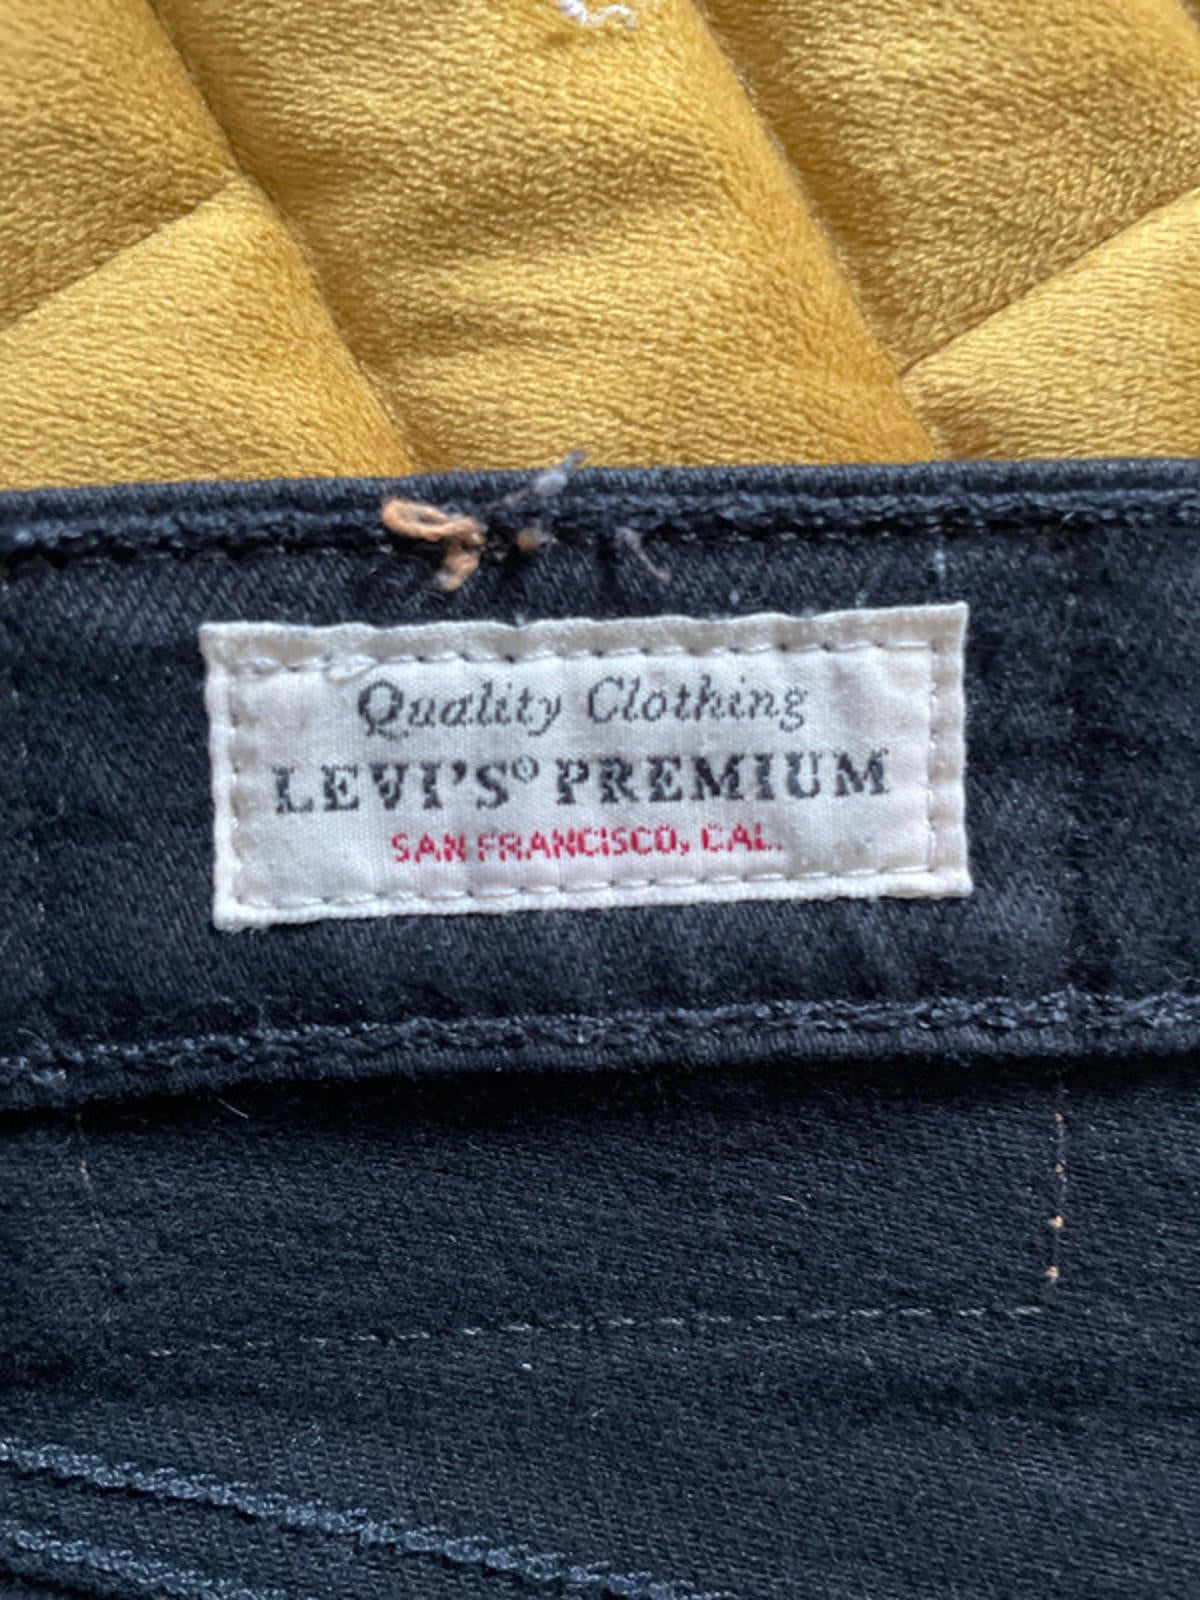 Quality Clothing
LEVI'S® PREMIUM
SAN FRANCISCO, CAL.